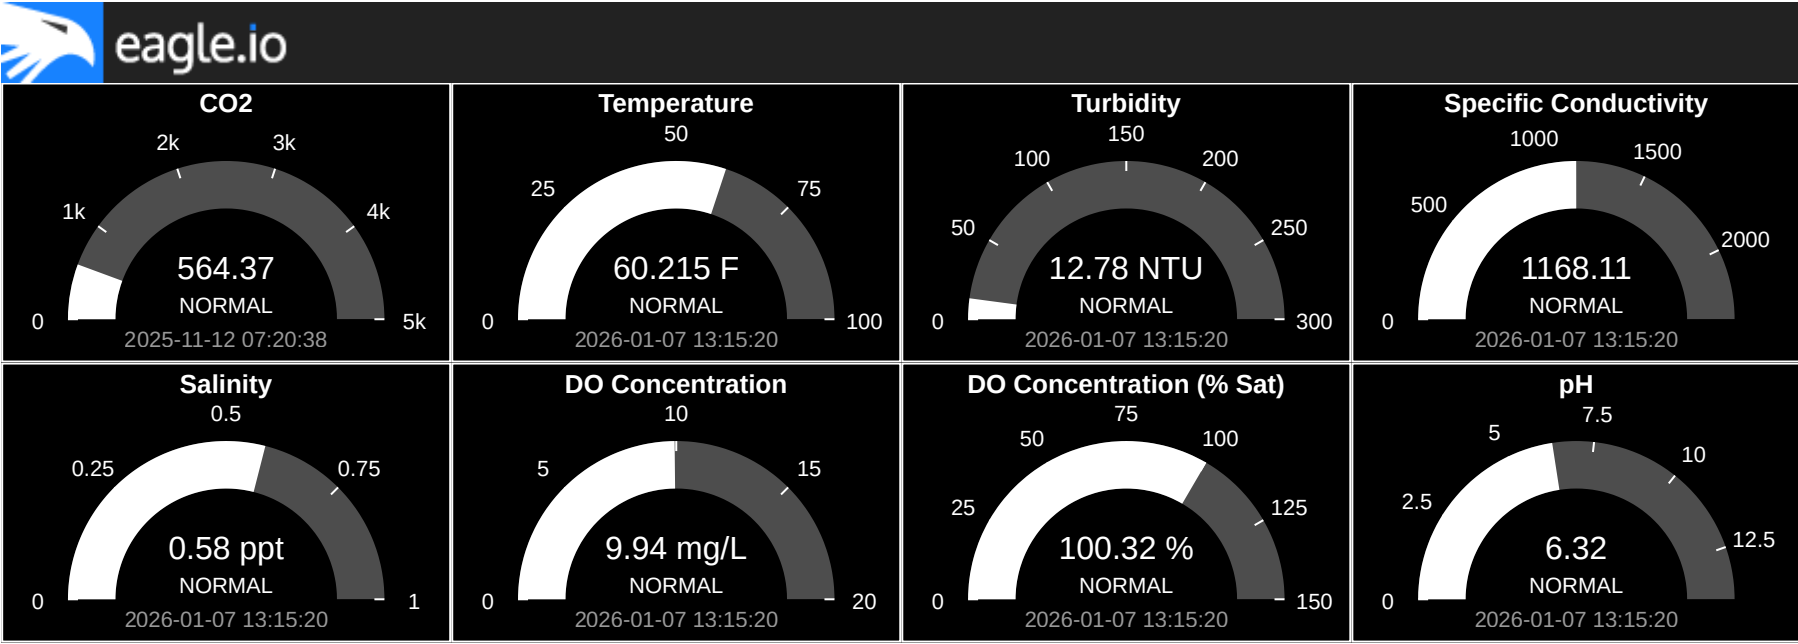 eagle.io
CO2
2k 3k
1k 4k
564.37
NORMAL
0 5k
2025-11-12 07:20:38
Temperature
50
25 75
60.215 F
NORMAL
0 100
2026-01-07 13:15:20
Turbidity
150
100 200
50 250
12.78 NTU
NORMAL
0 300
2026-01-07 13:15:20
Specific Conductivity
1000 1500
500 2000
1168.11
NORMAL
0
2026-01-07 13:15:20
Salinity
0.5
0.25 0.75
0.58 ppt
NORMAL
0 1
2026-01-07 13:15:20
DO Concentration
10
5 15
9.94 mg/L
NORMAL
0 20
2026-01-07 13:15:20
DO Concentration (% Sat)
75
50 100
25 125
100.32 %
NORMAL
0 150
2026-01-07 13:15:20
pH
7.5
5 10
2.5 12.5
6.32
NORMAL
0
2026-01-07 13:15:20